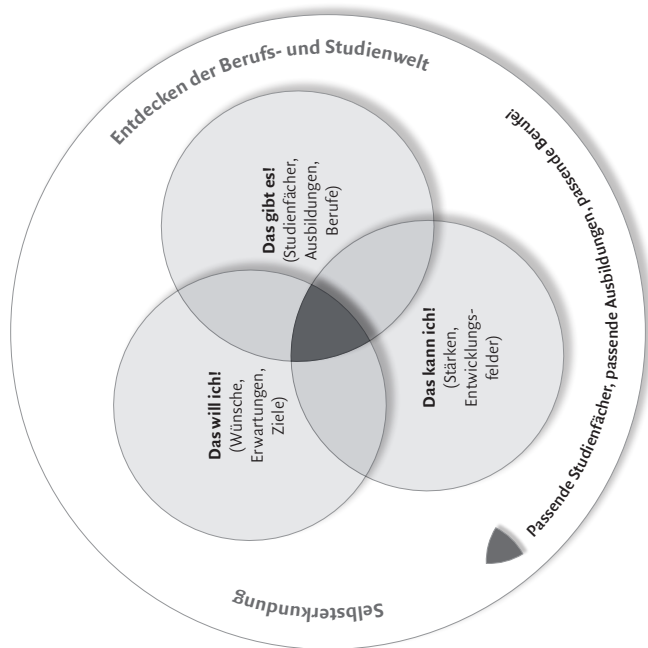 Entdecken der Berufs- und Studienwelt
Das gibt es!
(Studienfächer,
Ausbildungen,
Berufe)
Das will ich!
(Wünsche,
Erwartungen,
Ziele)
Das kann ich!
(Stärken,
Entwicklungs-
felder)
Selbsterkundung
Passende Studienfächer, passende Ausbildungen, passende Berufe!